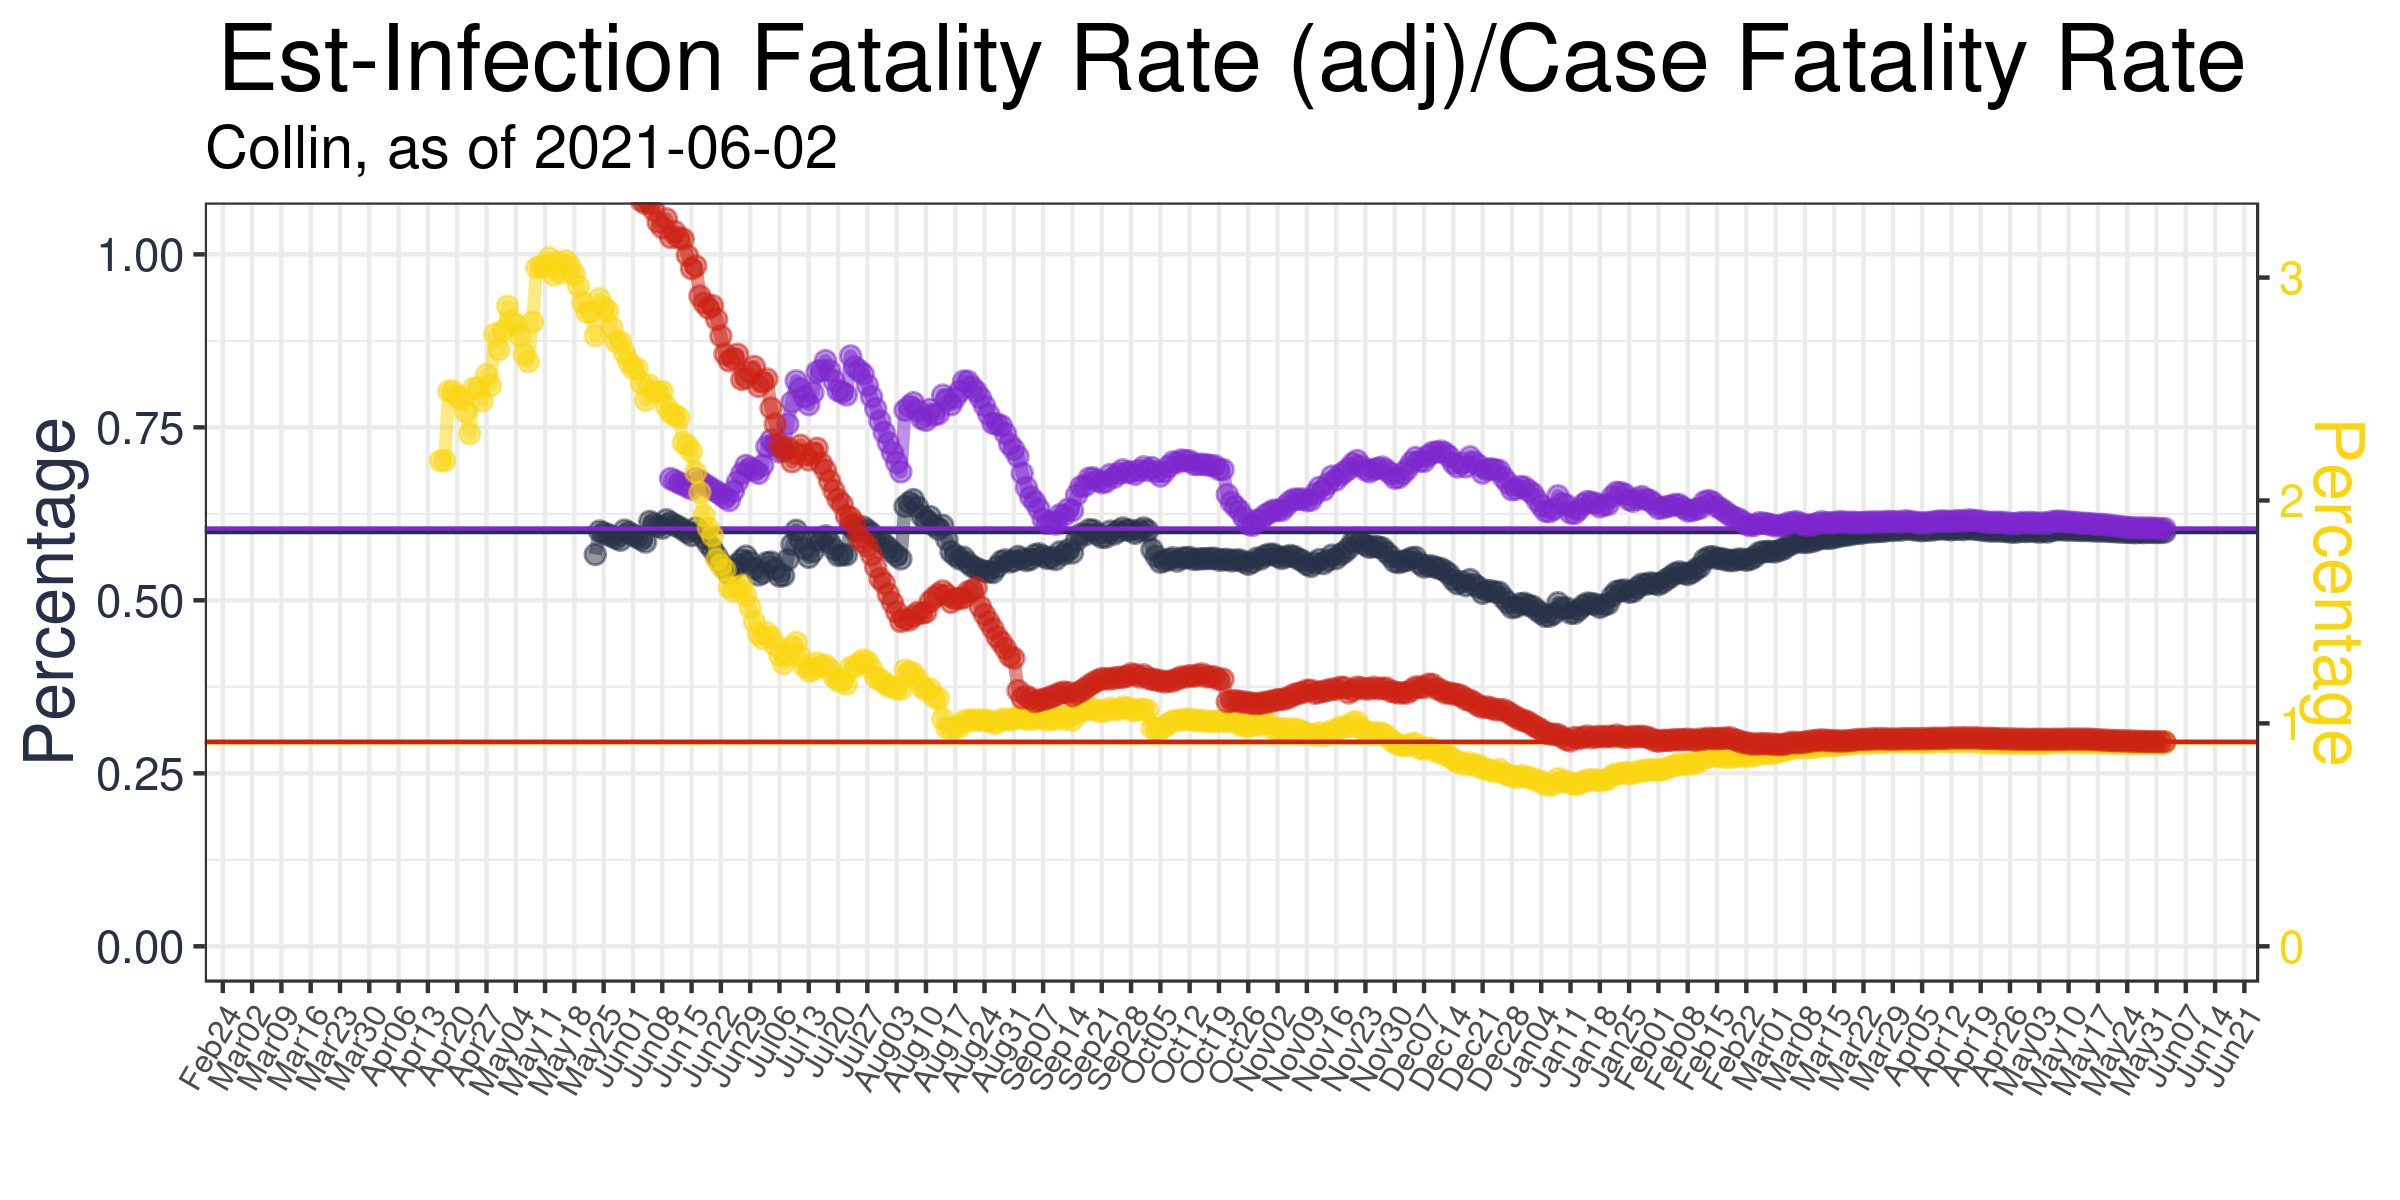 Est-Infection Fatality Rate (adj)/Case Fatality Rate
Collin, as of 2021-06-02
Percentage
1.00
0.75
0.50
0.25
0.00
3
2
1
0
Percentage
Feb24
Mar02
Mar09
Mar16
Mar23
Mar30
Apr06
Apr13
Apr20
Apr27
May04
May11
May18
May25
Jun01
Jun08
Jun15
Jun22
Jun29
Jul06
Jul13
Jul20
Jul27
Aug03
Aug10
Aug17
Aug24
Aug31
Sep07
Sep14
Sep21
Sep28
Oct05
Oct12
Oct19
Oct26
Nov02
Nov09
Nov16
Nov23
Nov30
Dec07
Dec14
Dec21
Dec28
Jan04
Jan11
Jan18
Jan25
Feb01
Feb08
Feb15
Feb22
Mar01
Mar08
Mar15
Mar22
Mar29
Apr05
Apr12
Apr19
Apr26
May03
May10
May17
May24
May31
Jun07
Jun14
Jun21